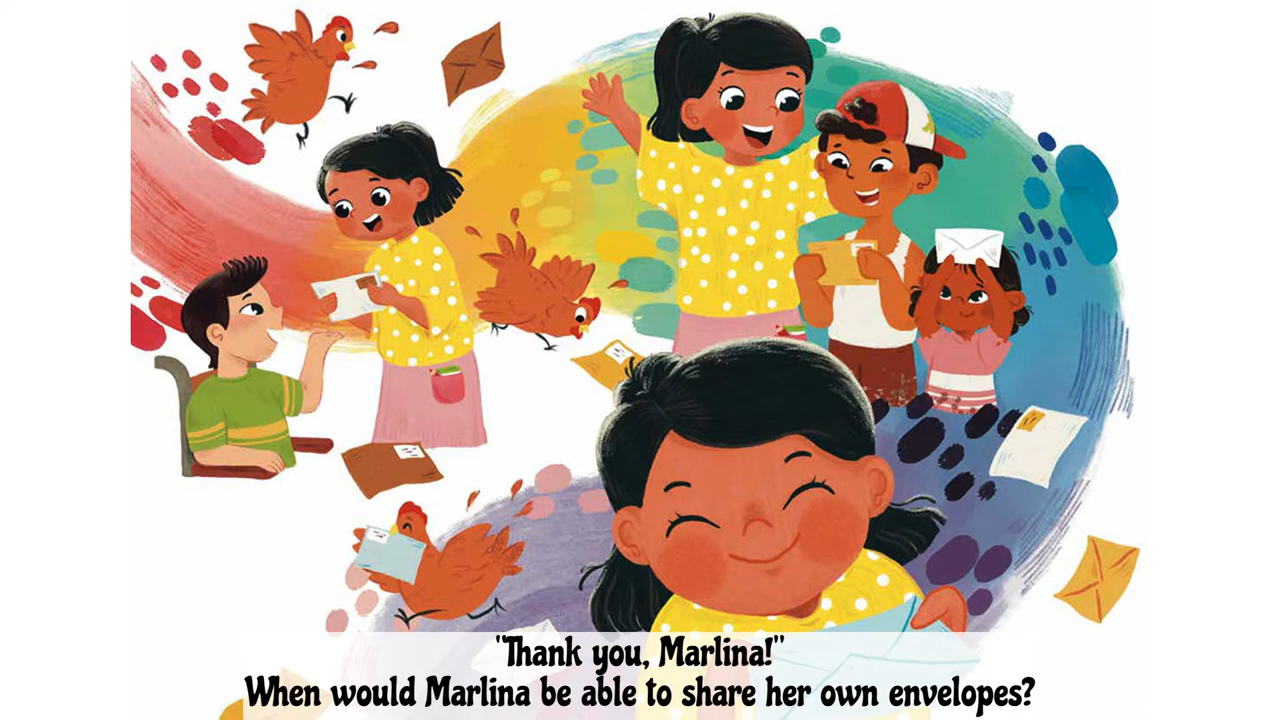 "Thank you, Marlina!"
When would Marlina be able to share her own envelopes?